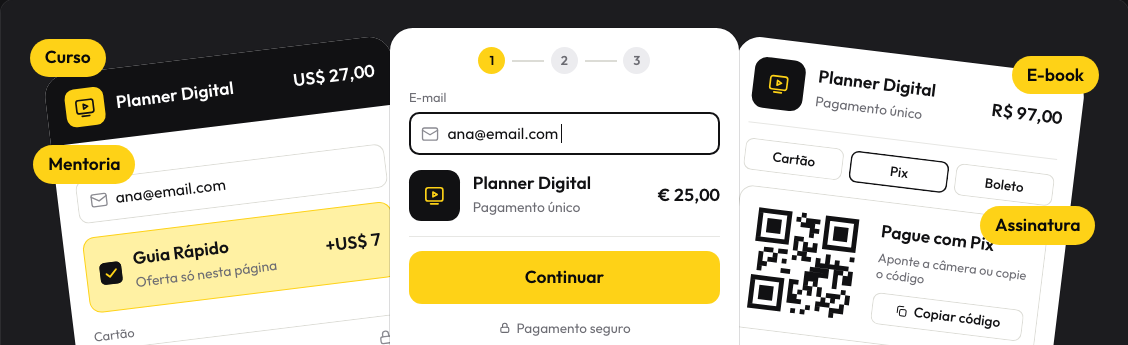 Curso
Planner Digital
US$ 27,00
Mentoria
ana@email.com
Guia Rápido
Oferta só nesta página
+US$ 7
Cartão
1
2
3
E-mail
ana@email.com
Planner Digital
Pagamento único
€ 25,00
Continuar
Pagamento seguro
E-book
Planner Digital
Pagamento único
R$ 97,00
Cartão
Pix
Boleto
Assinatura
Pague com Pix
Aponte a câmera ou copie
o código
Copiar código